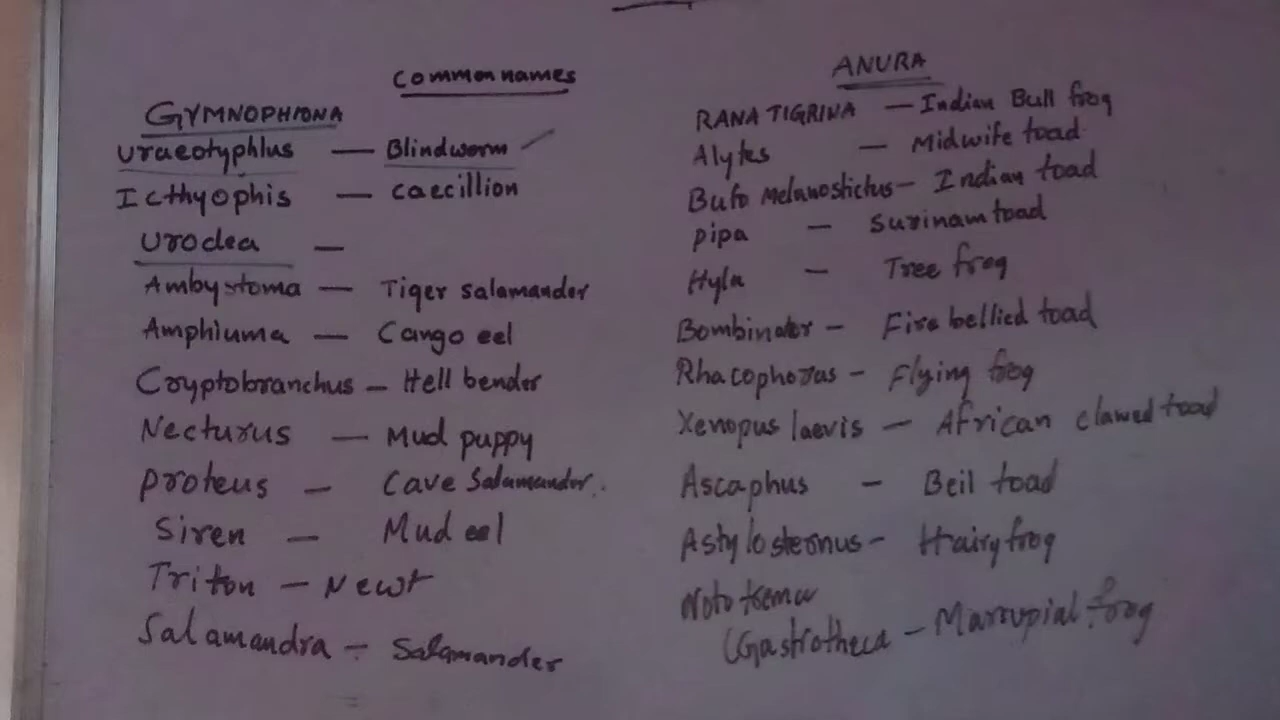 Common names
GYMNOPHIONA
Uraeotyphlus — Blindworm
Icthyophis — Caecillion
Urodea —
Ambystoma — Tiger salamander
Amphiuma — Cango eel
Cryptobranchus — Hell bender
Necturus — Mud puppy
Proteus — Cave Salamander.
Siren — Mud eel
Triton — Newt
Salamandra — Salamander
ANURA
RANA TIGRINA — Indian Bull frog
Alytes — Midwife toad
Bufo Melanostictus — Indian toad
pipa — Surinam toad
Hyla — Tree frog
Bombinator — Fire bellied toad
Rhacophorus — Flying frog
Xenopus laevis — African clawed toad
Ascaphus — Beil toad
Astylosternus — Hairy frog
Nototrema
(Gastrotheca — Marsupial frog